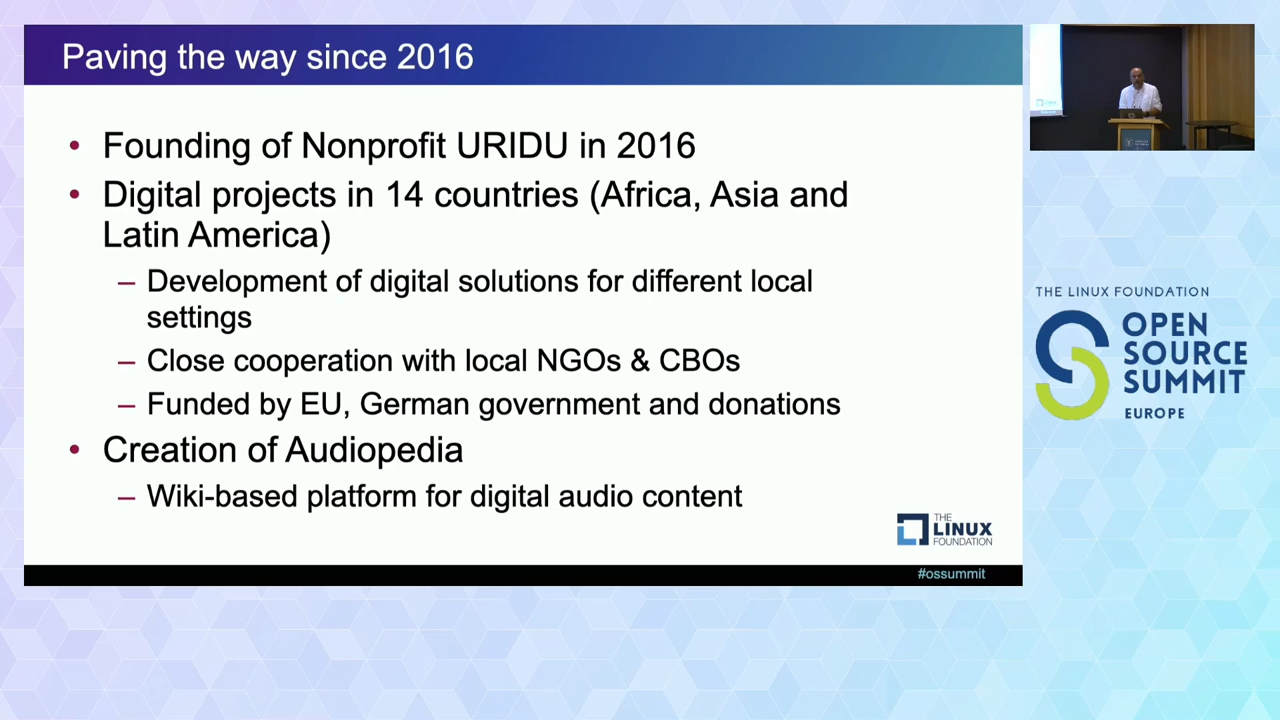 Paving the way since 2016
• Founding of Nonprofit URIDU in 2016
• Digital projects in 14 countries (Africa, Asia and
Latin America)
– Development of digital solutions for different local
settings
– Close cooperation with local NGOs & CBOs
– Funded by EU, German government and donations
• Creation of Audiopedia
– Wiki-based platform for digital audio content
THE
LINUX
FOUNDATION
#ossummit
THE LINUX FOUNDATION
OPEN
SOURCE
SUMMIT
EUROPE